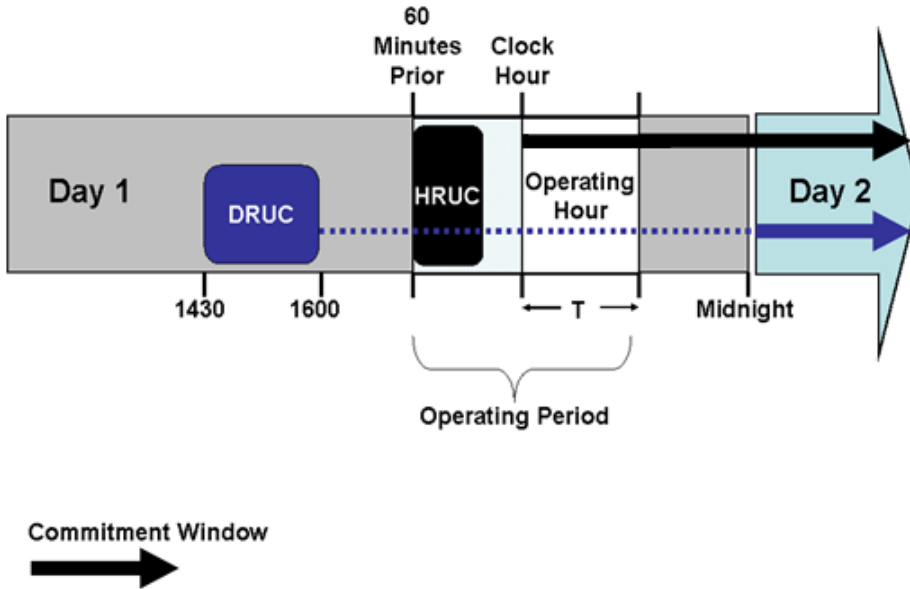 60
Minutes
Prior
Clock
Hour
Day 1
DRUC
HRUC
Operating
Hour
Day 2
1430
1600
T
Midnight
Operating Period
Commitment Window